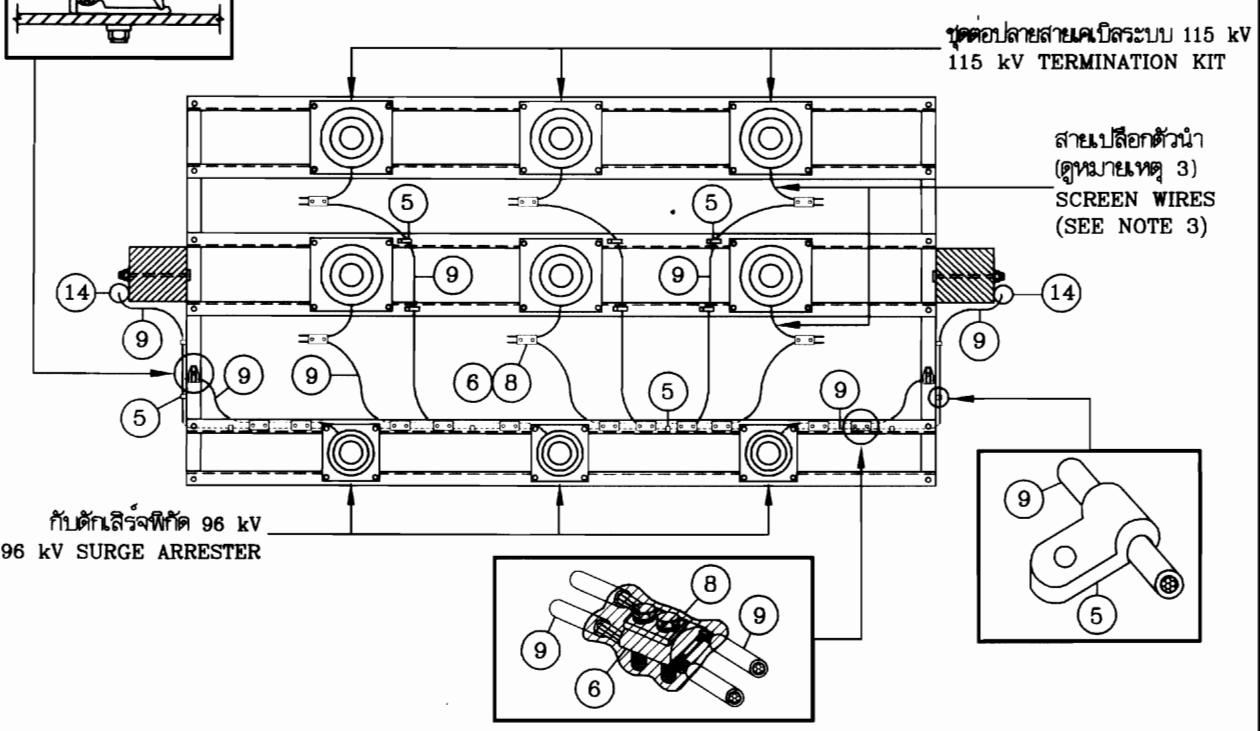 ชุดต่อปลายสายเคเบิลระบบ 115 kV
115 kV TERMINATION KIT
สายเปลือกตัวนำ
(ดูหมายเหตุ 3)
SCREEN WIRES
(SEE NOTE 3)
5
5
9
9
14
14
9
9
9
9
6
8
5
9
5
กับดักเสิร์จพิกัด 96 kV
96 kV SURGE ARRESTER
9
5
8
9
9
6